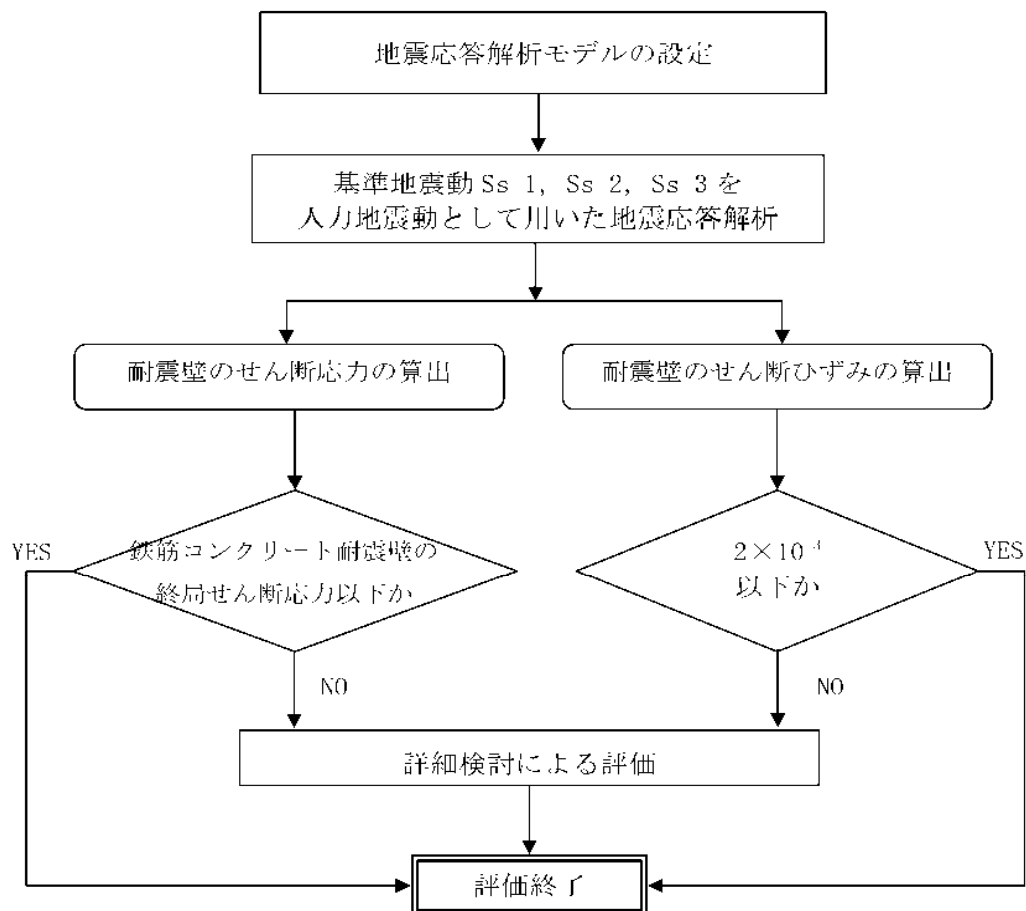 地震応答解析モデルの設定
基準地震動 Ss 1, Ss 2, Ss 3 を
入力地震動として用いた地震応答解析
耐震壁のせん断応力の算出
耐震壁のせん断ひずみの算出
YES
鉄筋コンクリート耐震壁の
終局せん断応力以下か
2×10
以下か
YES
NO
NO
詳細検討による評価
評価終了